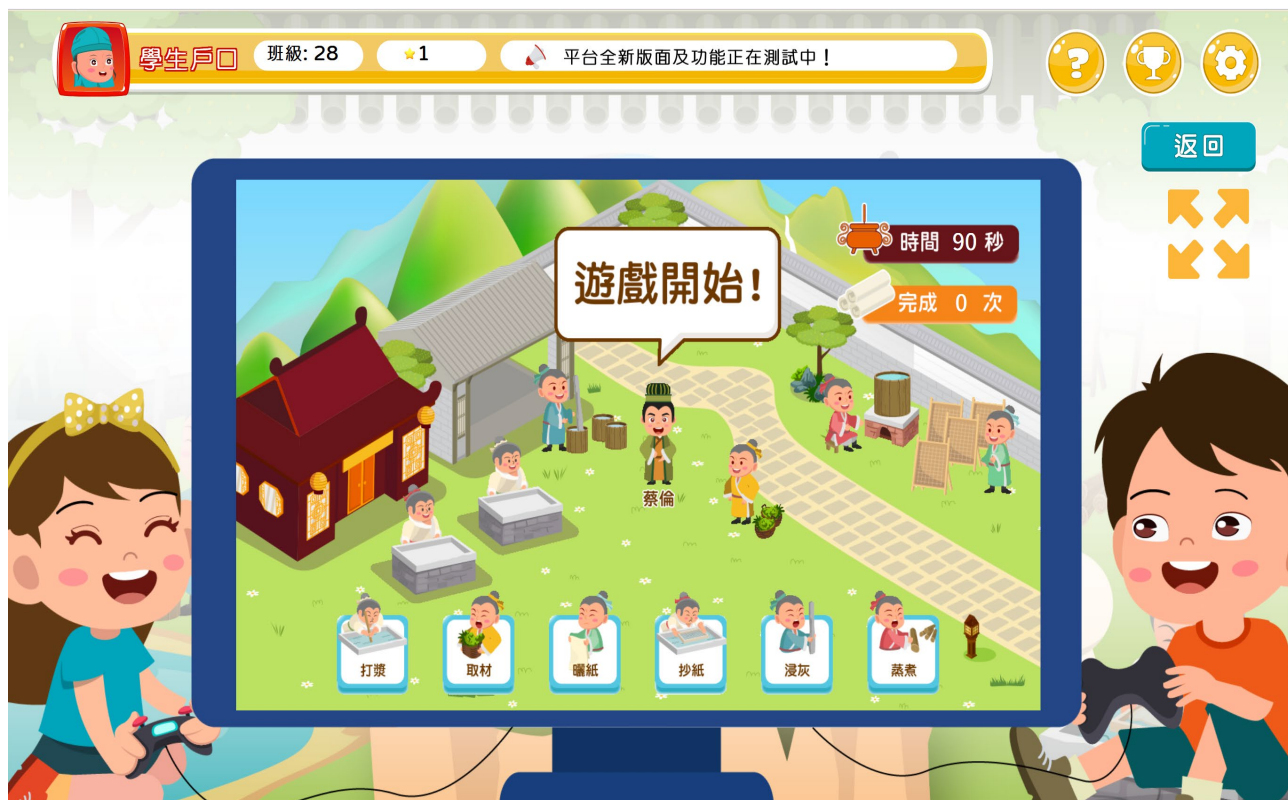 學生戶口
班級: 28
1
平台全新版面及功能正在測試中！
?
返回
時間 90 秒
遊戲開始!
完成 0 次
蔡倫
打漿
取材
曬紙
抄紙
浸灰
蒸煮